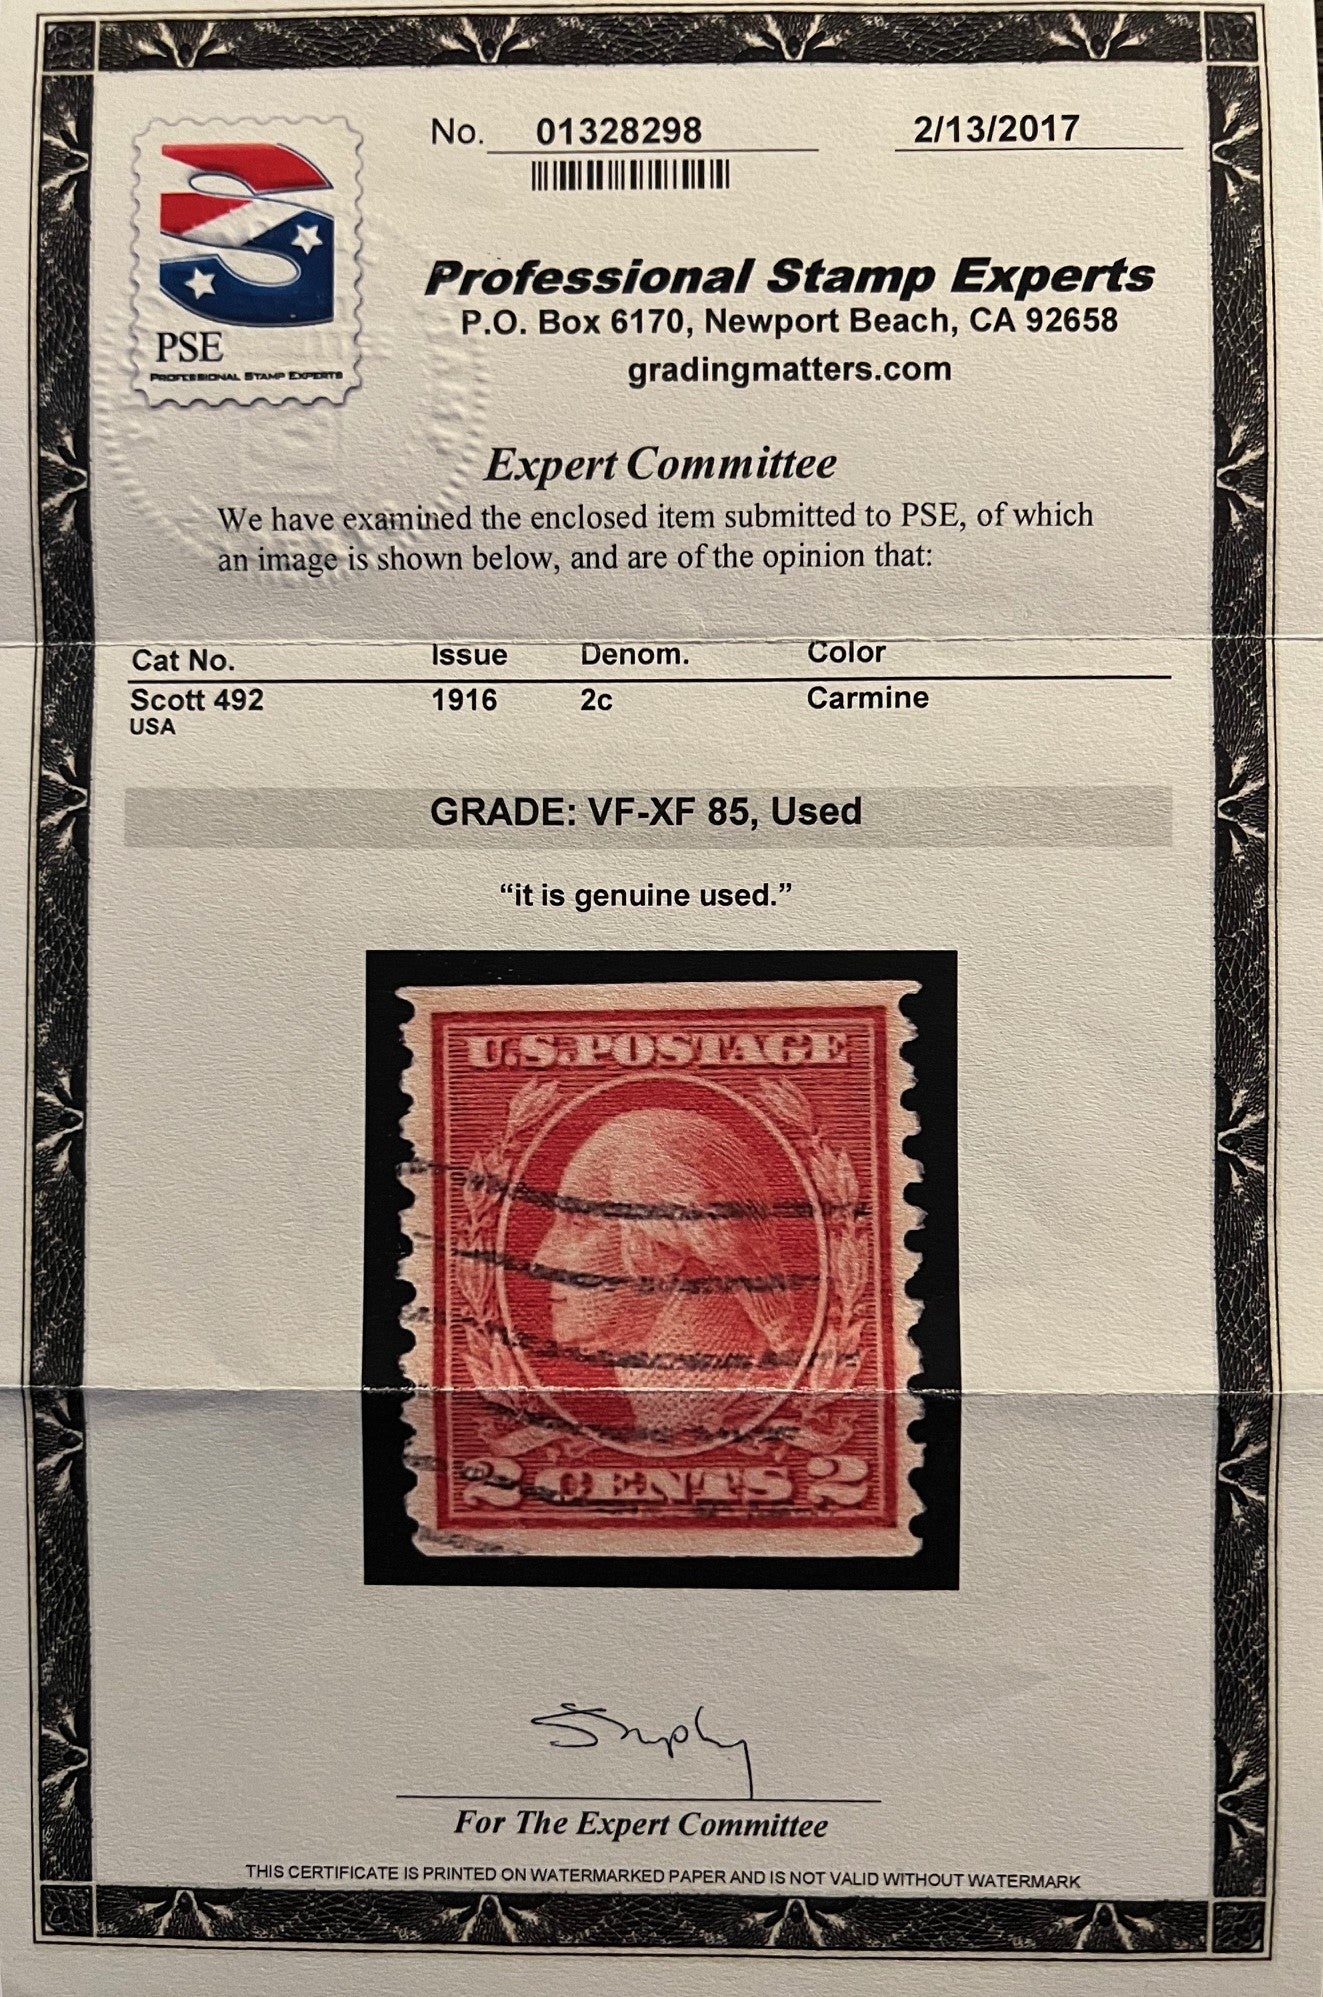 No. 01328298 2/13/2017
PSE
PROFESSIONAL STAMP EXPERTS
Professional Stamp Experts
P.O. Box 6170, Newport Beach, CA 92658
gradingmatters.com
Expert Committee
We have examined the enclosed item submitted to PSE, of which
an image is shown below, and are of the opinion that:
Cat No. Issue Denom. Color
Scott 492 1916 2c Carmine
USA
GRADE: VF-XF 85, Used
“it is genuine used.”
U.S.POSTAGE
2 CENTS 2
For The Expert Committee
THIS CERTIFICATE IS PRINTED ON WATERMARKED PAPER AND IS NOT VALID WITHOUT WATERMARK